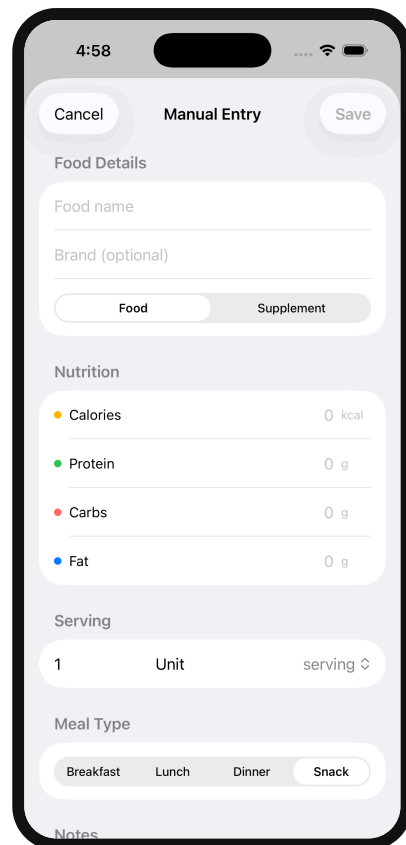 4:58
Cancel Manual Entry Save
Food Details
Food name
Brand (optional)
Food Supplement
Nutrition
Calories 0 kcal
Protein 0 g
Carbs 0 g
Fat 0 g
Serving
1 Unit serving
Meal Type
Breakfast Lunch Dinner Snack
Notes